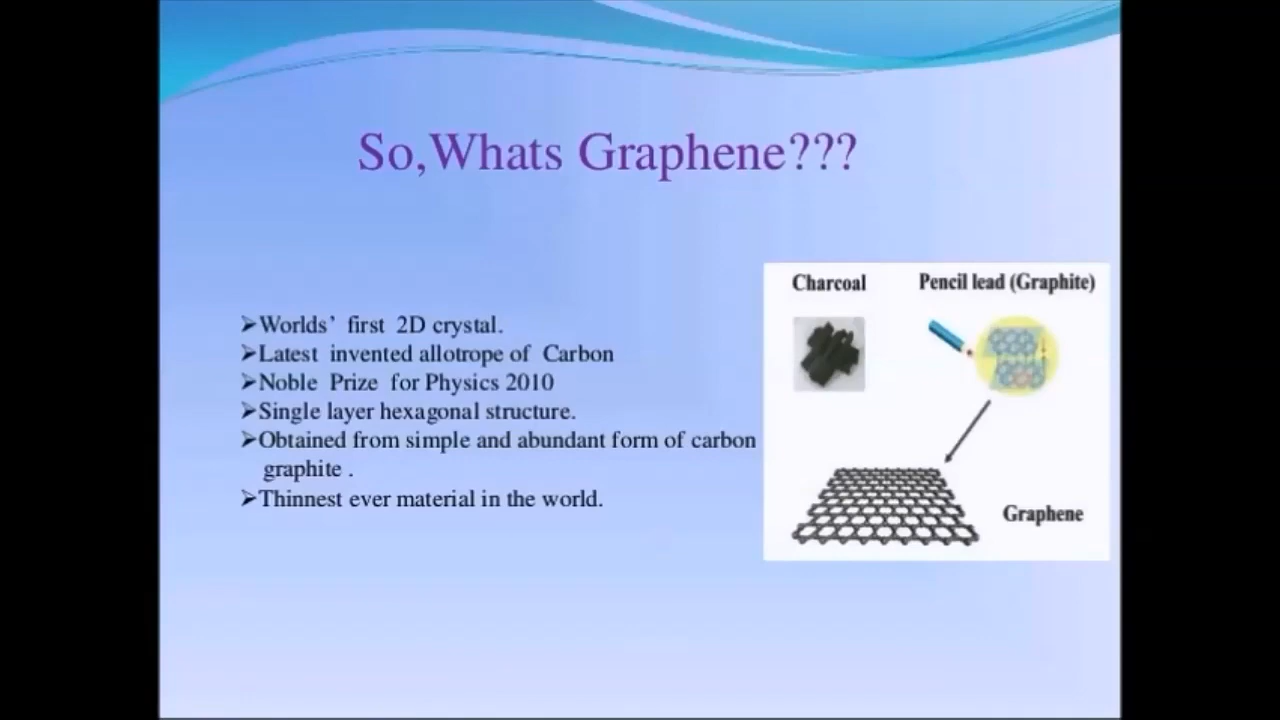 So,Whats Graphene???
➢Worlds’ first 2D crystal.
➢Latest invented allotrope of Carbon
➢Noble Prize for Physics 2010
➢Single layer hexagonal structure.
➢Obtained from simple and abundant form of carbon
graphite .
➢Thinnest ever material in the world.
Charcoal
Pencil lead (Graphite)
Graphene